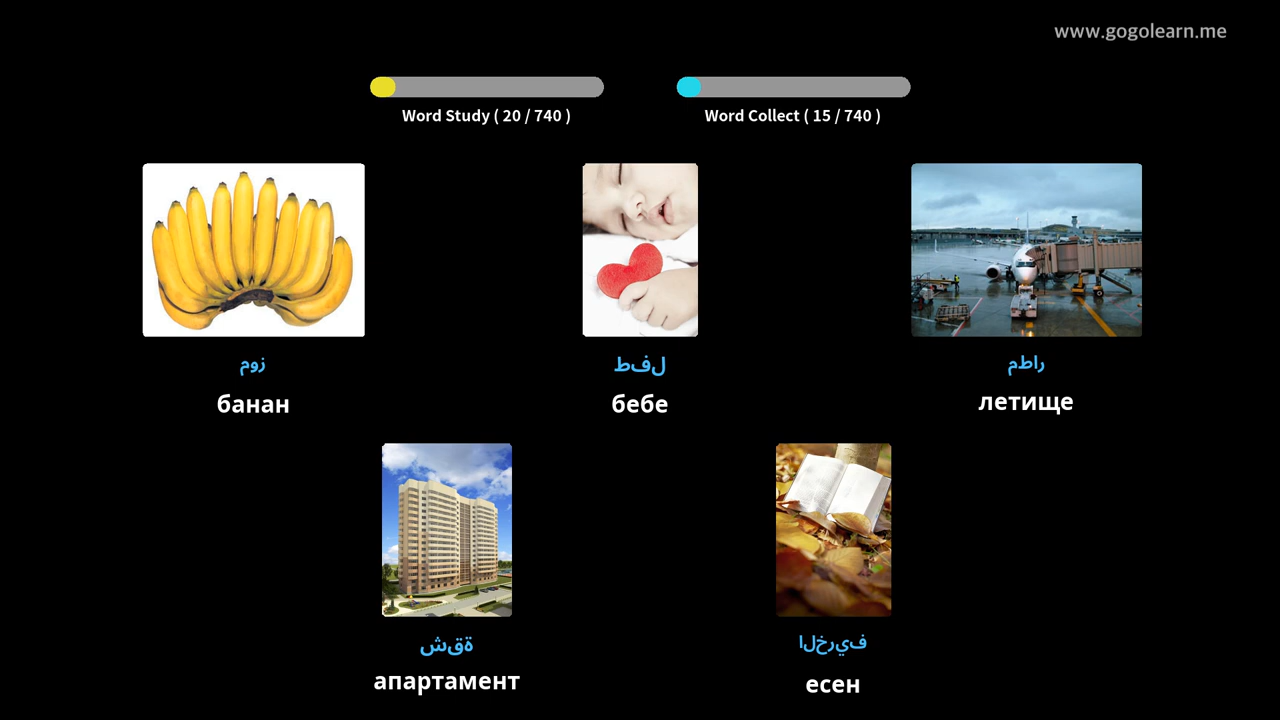 www.gogolearn.me
Word Study ( 20 / 740 )
Word Collect ( 15 / 740 )
موز
طفل
مطار
банан
бебе
летище
شقة
الخريف
апартамент
есен